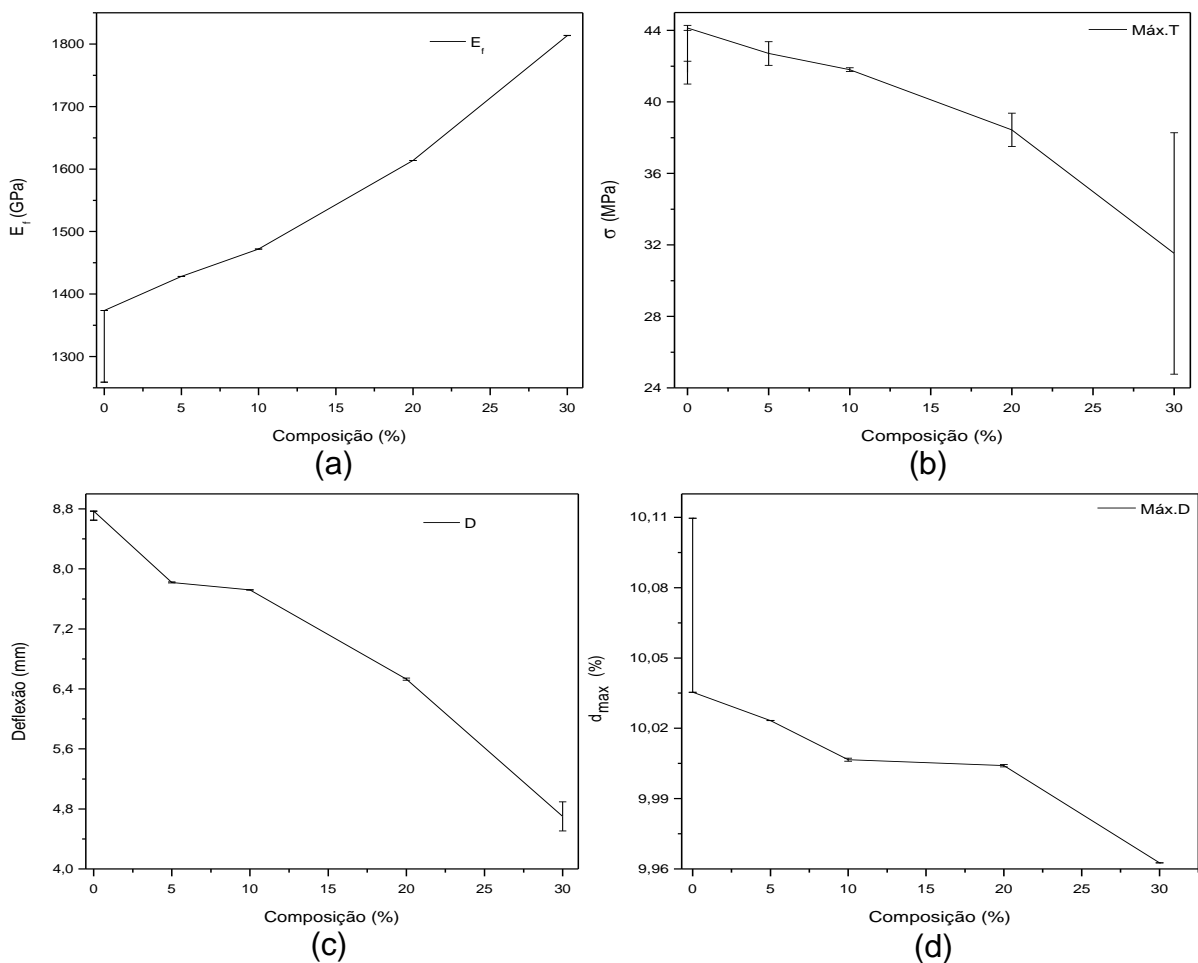 1800
1700
1600
1500
1400
1300
E_f (GPa)
E_f
0 5 10 15 20 25 30
Composição (%)
(a)
44
40
36
32
28
24
σ (MPa)
Máx.T
0 5 10 15 20 25 30
Composição (%)
(b)
8,8
8,0
7,2
6,4
5,6
4,8
4,0
Deflexão (mm)
D
0 5 10 15 20 25 30
Composição (%)
(c)
10,11
10,08
10,05
10,02
9,99
9,96
d_max (%)
Máx.D
0 5 10 15 20 25 30
Composição (%)
(d)